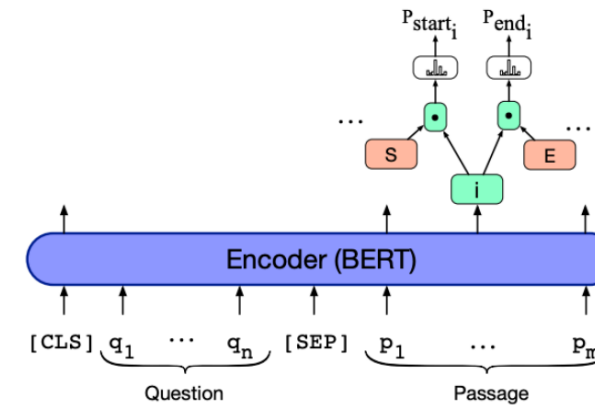 Pstarti Pendi
... ...
S E
i
Encoder (BERT)
[CLS] q1 ... qn [SEP] p1 ... pm
Question Passage